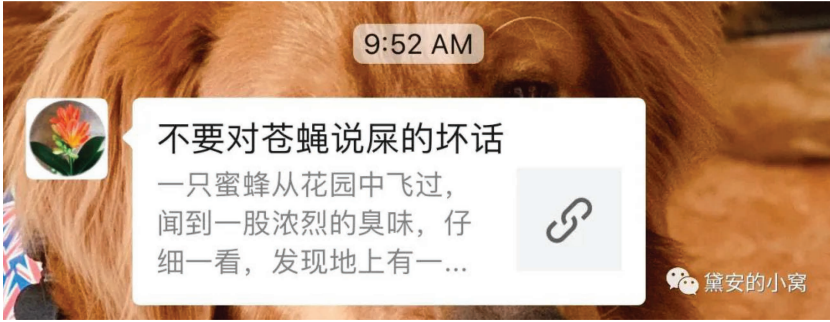 9:52 AM
不要对苍蝇说屎的坏话
一只蜜蜂从花园中飞过，
闻到一股浓烈的臭味，仔
细一看，发现地上有一...
黛安的小窝